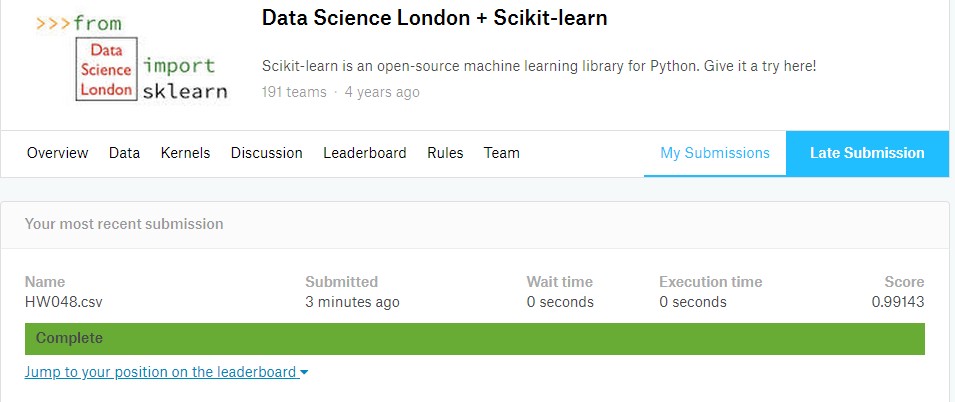 >>>from
Data
Science
London
import
sklearn
Data Science London + Scikit-learn
Scikit-learn is an open-source machine learning library for Python. Give it a try here!
191 teams · 4 years ago
Overview Data Kernels Discussion Leaderboard Rules Team My Submissions Late Submission
Your most recent submission
Name Submitted Wait time Execution time Score
HW048.csv 3 minutes ago 0 seconds 0 seconds 0.99143
Complete
Jump to your position on the leaderboard